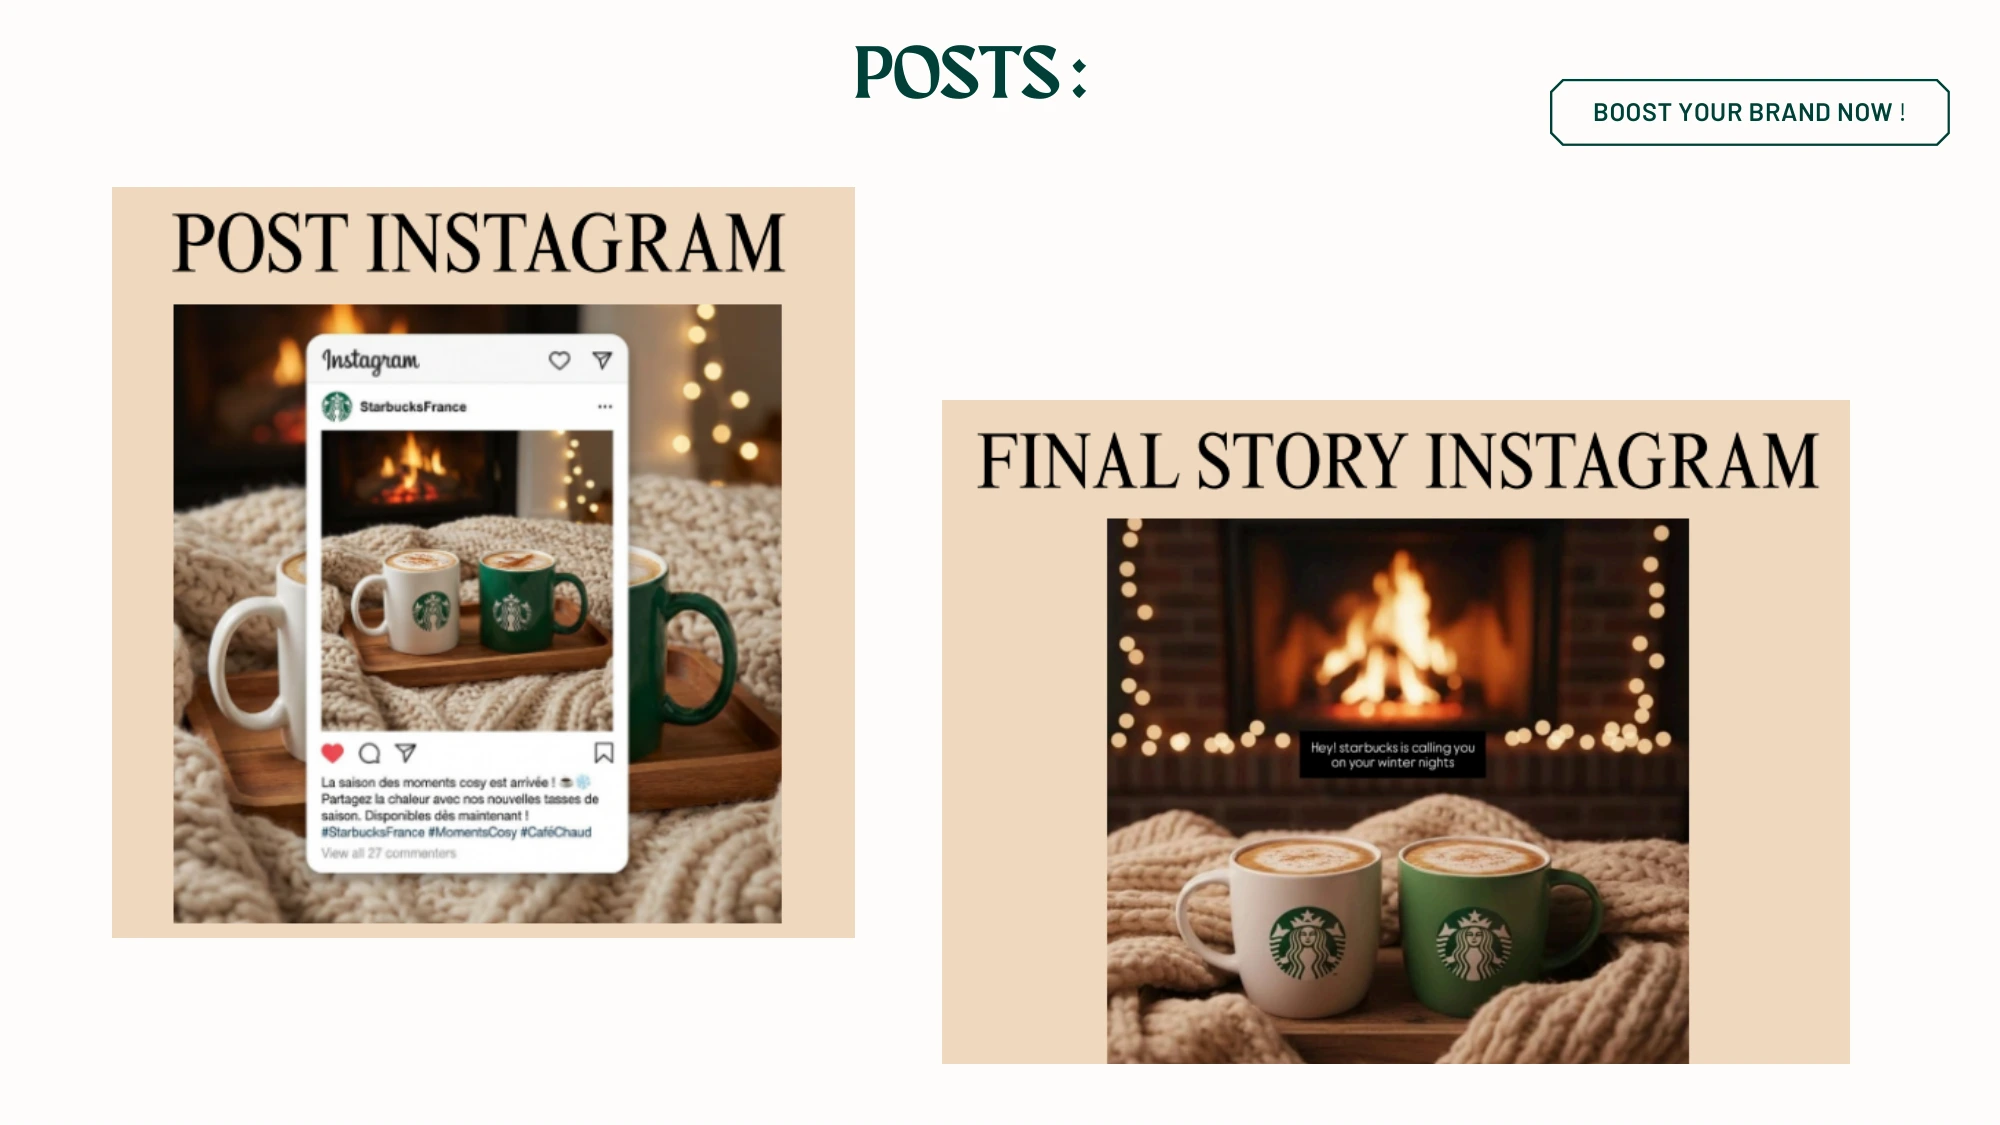 POSTS :
BOOST YOUR BRAND NOW !
POST INSTAGRAM
Instagram
StarbucksFrance
La saison des moments cosy est arrivée ! ☕❄️
Partagez la chaleur avec nos nouvelles tasses de
saison. Disponibles dès maintenant !
#StarbucksFrance #MomentsCosy #CaféChaud
View all 27 commenters
FINAL STORY INSTAGRAM
Hey! starbucks is calling you
on your winter nights